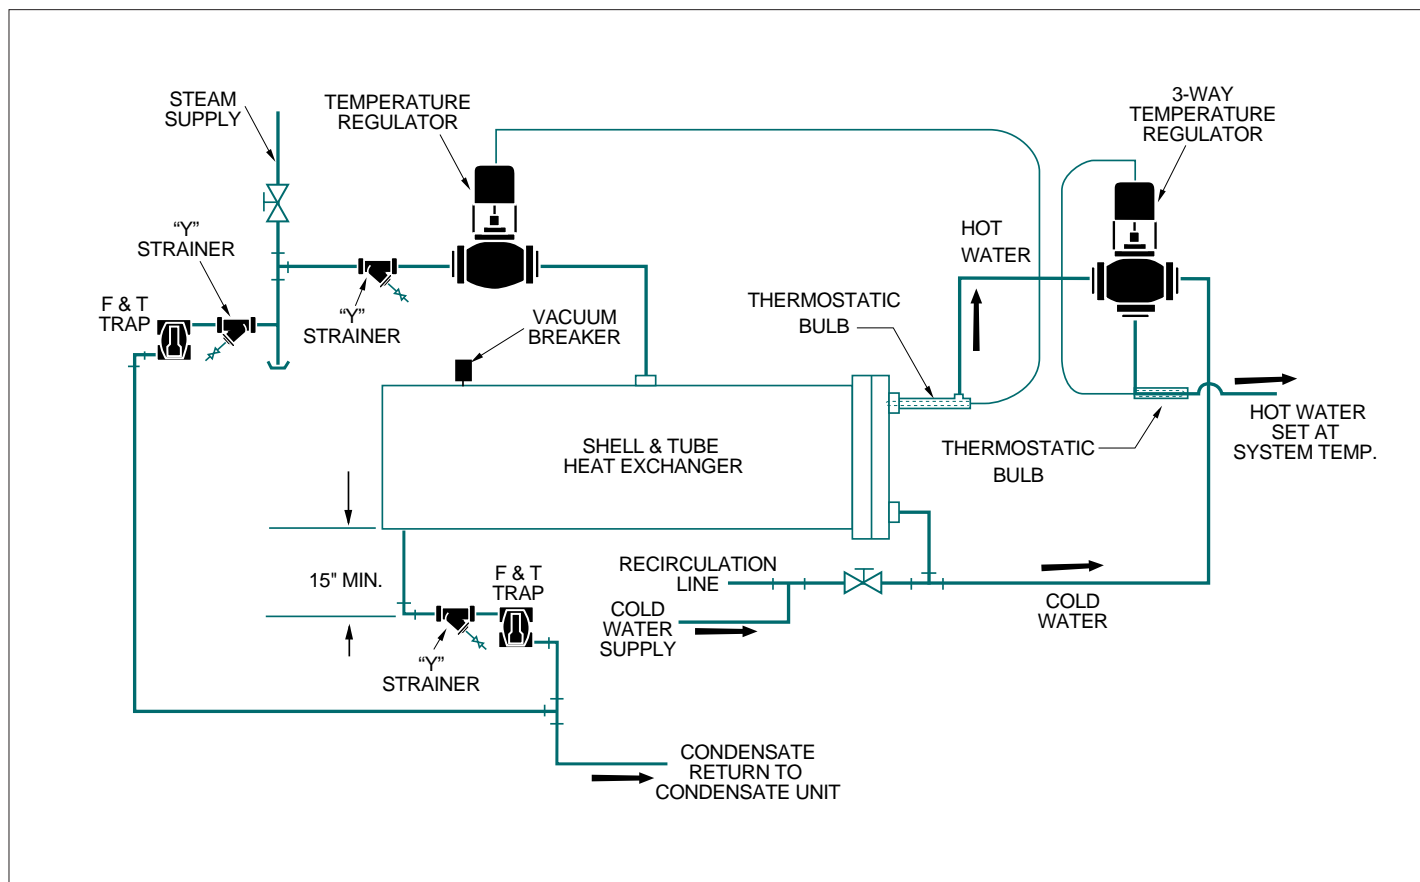 STEAM
SUPPLY
TEMPERATURE
REGULATOR
3-WAY
TEMPERATURE
REGULATOR
“Y”
STRAINER
HOT
WATER
F & T
TRAP
“Y”
STRAINER
VACUUM
BREAKER
THERMOSTATIC
BULB
SHELL & TUBE
HEAT EXCHANGER
THERMOSTATIC
BULB
HOT WATER
SET AT
SYSTEM TEMP.
15" MIN.
F & T
TRAP
RECIRCULATION
LINE
COLD
WATER
SUPPLY
COLD
WATER
“Y”
STRAINER
CONDENSATE
RETURN TO
CONDENSATE UNIT